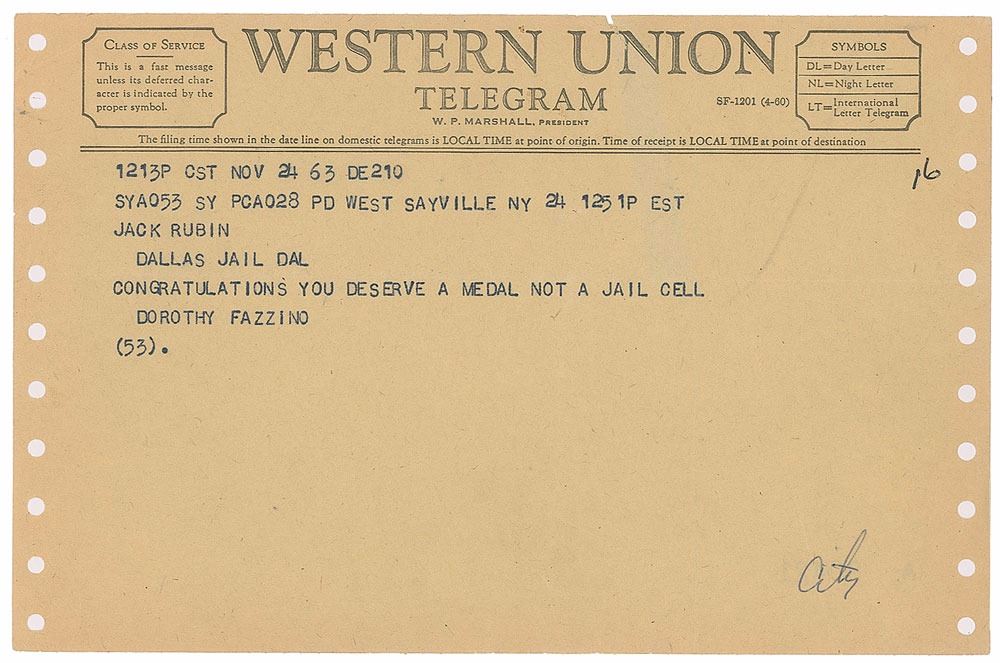 CLASS OF SERVICE
This is a fast message
unless its deferred char-
acter is indicated by the
proper symbol.
WESTERN UNION
TELEGRAM
W. P. MARSHALL, PRESIDENT
SF-1201 (4-60)
SYMBOLS
DL=Day Letter
NL=Night Letter
LT=International Letter Telegram
The filing time shown in the date line on domestic telegrams is LOCAL TIME at point of origin. Time of receipt is LOCAL TIME at point of destination
1213P CST NOV 24 63 DE210
SYA053 SY PCA028 PD WEST SAYVILLE NY 24 1251P EST
JACK RUBIN
DALLAS JAIL DAL
CONGRATULATIONS YOU DESERVE A MEDAL NOT A JAIL CELL
DOROTHY FAZZINO
(53).
City